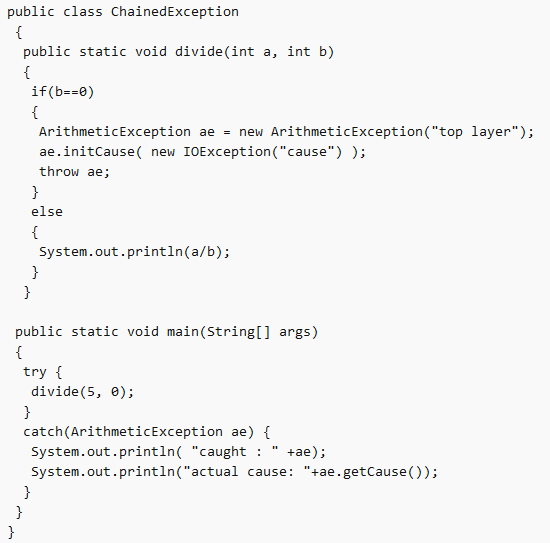 public class ChainedException
 {
  public static void divide(int a, int b)
  {
   if(b==0)
   {
    ArithmeticException ae = new ArithmeticException("top layer");
    ae.initCause( new IOException("cause") );
    throw ae;
   }
   else
   {
    System.out.println(a/b);
   }
  }

 public static void main(String[] args)
 {
  try {
   divide(5, 0);
  }
  catch(ArithmeticException ae) {
   System.out.println( "caught : " +ae);
   System.out.println("actual cause: "+ae.getCause());
  }
 }
}